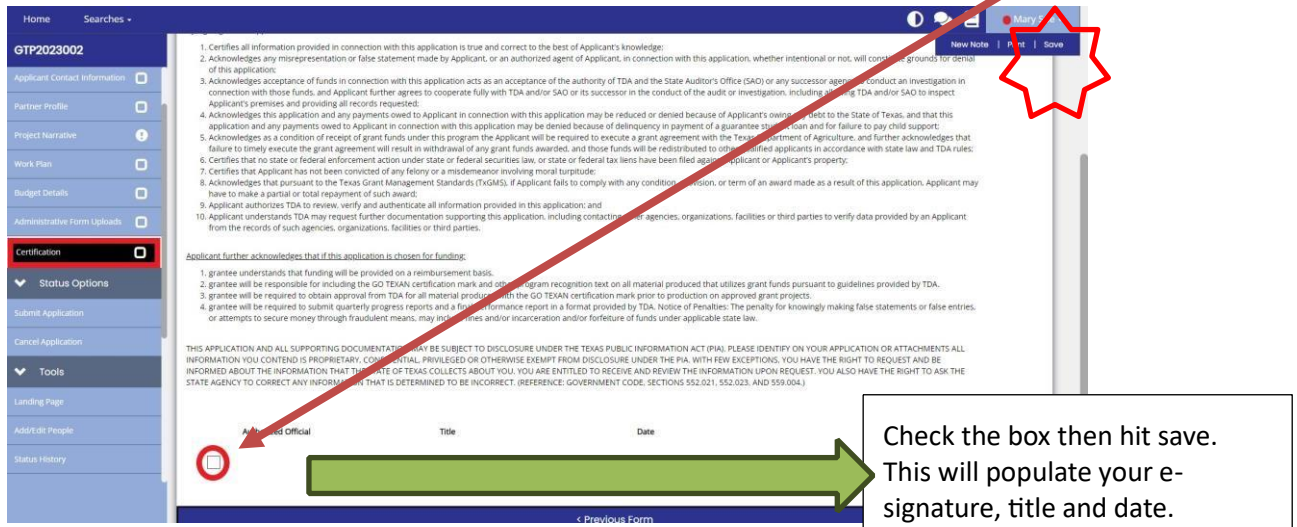 Home Searches
Mary S
GTP2023002
New Note | Print | Save
Applicant Contact Information
Partner Profile
Project Narrative
Work Plan
Budget Details
Administrative Form Uploads
Certification
Status Options
Submit Application
Cancel Application
Tools
Landing Page
Add/Edit People
Status History
1. Certifies all information provided in connection with this application is true and correct to the best of Applicant's knowledge;
2. Acknowledges any misrepresentation or false statement made by Applicant, or an authorized agent of Applicant, in connection with this application, whether intentional or not, will constitute grounds for denial
of this application;
3. Acknowledges acceptance of funds in connection with this application acts as an acceptance of the authority of TDA and the State Auditor's Office (SAO) or any successor agency to conduct an investigation in
connection with those funds, and Applicant further agrees to cooperate fully with TDA and/or SAO or its successor in the conduct of the audit or investigation, including allowing TDA and/or SAO to inspect
Applicant's premises and providing all records requested;
4. Acknowledges this application and any payments owed to Applicant in connection with this application may be reduced or denied because of Applicant's owing any debt to the State of Texas, and that this
application and any payments owed to Applicant in connection with this application may be denied because of delinquency in payment of a guarantee student loan and for failure to pay child support;
5. Acknowledges as a condition of receipt of grant funds under this program the Applicant will be required to execute a grant agreement with the Texas Department of Agriculture, and further acknowledges that
failure to timely execute the grant agreement will result in withdrawal of any grant funds awarded, and those funds will be redistributed to other qualified applicants in accordance with state law and TDA rules;
6. Certifies that no state or federal enforcement action under state or federal securities law, or state or federal tax liens have been filed against Applicant or Applicant's property;
7. Certifies that Applicant has not been convicted of any felony or a misdemeanor involving moral turpitude;
8. Acknowledges that pursuant to the Texas Grant Management Standards (TxGMS), if Applicant fails to comply with any condition, provision, or term of an award made as a result of this application, Applicant may
have to make a partial or total repayment of such award;
9. Applicant authorizes TDA to review, verify and authenticate all information provided in this application; and
10. Applicant understands TDA may request further documentation supporting this application, including contacting other agencies, organizations, facilities or third parties to verify data provided by an Applicant
from the records of such agencies, organizations, facilities or third parties.
Applicant further acknowledges that if this application is chosen for funding:
1. grantee understands that funding will be provided on a reimbursement basis.
2. grantee will be responsible for including the GO TEXAN certification mark and other program recognition text on all material produced that utilizes grant funds pursuant to guidelines provided by TDA.
3. grantee will be required to obtain approval from TDA for all material produced with the GO TEXAN certification mark prior to production on approved grant projects.
4. grantee will be required to submit quarterly progress reports and a final performance report in a format provided by TDA. Notice of Penalties: The penalty for knowingly making false statements or false entries,
or attempts to secure money through fraudulent means, may include fines and/or incarceration and/or forfeiture of funds under applicable state law.
THIS APPLICATION AND ALL SUPPORTING DOCUMENTATION MAY BE SUBJECT TO DISCLOSURE UNDER THE TEXAS PUBLIC INFORMATION ACT (PIA). PLEASE IDENTIFY ON YOUR APPLICATION OR ATTACHMENTS ALL
INFORMATION YOU CONTEND IS PROPRIETARY, CONFIDENTIAL, PRIVILEGED OR OTHERWISE EXEMPT FROM DISCLOSURE UNDER THE PIA. WITH FEW EXCEPTIONS, YOU HAVE THE RIGHT TO REQUEST AND BE
INFORMED ABOUT THE INFORMATION THAT THE STATE OF TEXAS COLLECTS ABOUT YOU. YOU ARE ENTITLED TO RECEIVE AND REVIEW THE INFORMATION UPON REQUEST. YOU ALSO HAVE THE RIGHT TO ASK THE
STATE AGENCY TO CORRECT ANY INFORMATION THAT IS DETERMINED TO BE INCORRECT. (REFERENCE: GOVERNMENT CODE, SECTIONS 552.021, 552.023, AND 559.004.)
Authorized Official Title Date
< Previous Form
Check the box then hit save.
This will populate your e-
signature, title and date.